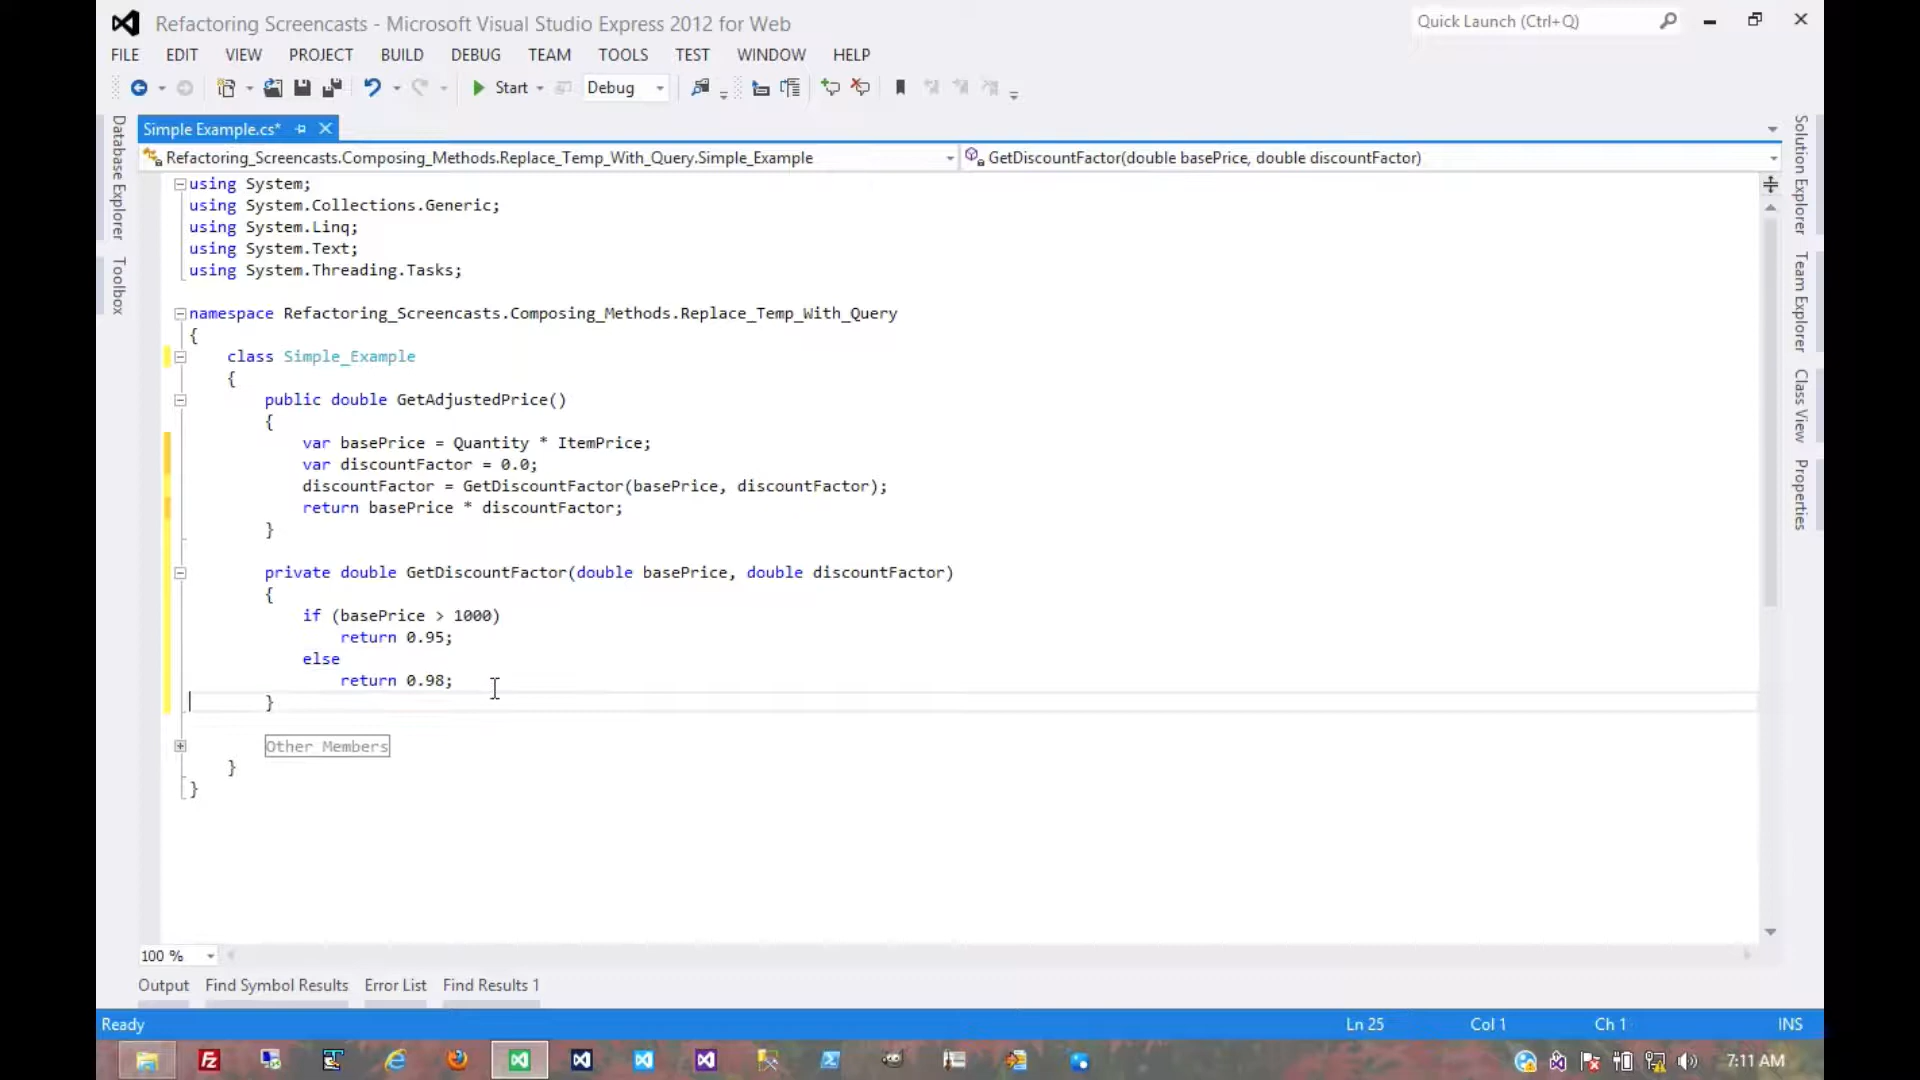 Refactoring Screencasts - Microsoft Visual Studio Express 2012 for Web
Quick Launch (Ctrl+Q)
FILE EDIT VIEW PROJECT BUILD DEBUG TEAM TOOLS TEST WINDOW HELP
Start Debug
Simple Example.cs*
Refactoring_Screencasts.Composing_Methods.Replace_Temp_With_Query.Simple_Example
GetDiscountFactor(double basePrice, double discountFactor)
Database Explorer
Toolbox
using System;
using System.Collections.Generic;
using System.Linq;
using System.Text;
using System.Threading.Tasks;
namespace Refactoring_Screencasts.Composing_Methods.Replace_Temp_With_Query
{
class Simple_Example
{
public double GetAdjustedPrice()
{
var basePrice = Quantity * ItemPrice;
var discountFactor = 0.0;
discountFactor = GetDiscountFactor(basePrice, discountFactor);
return basePrice * discountFactor;
}
private double GetDiscountFactor(double basePrice, double discountFactor)
{
if (basePrice > 1000)
return 0.95;
else
return 0.98;
}
Other Members
}
}
Solution Explorer
Team Explorer
Class View
Properties
100 %
Output Find Symbol Results Error List Find Results 1
Ready Ln 25 Col 1 Ch 1 INS
7:11 AM